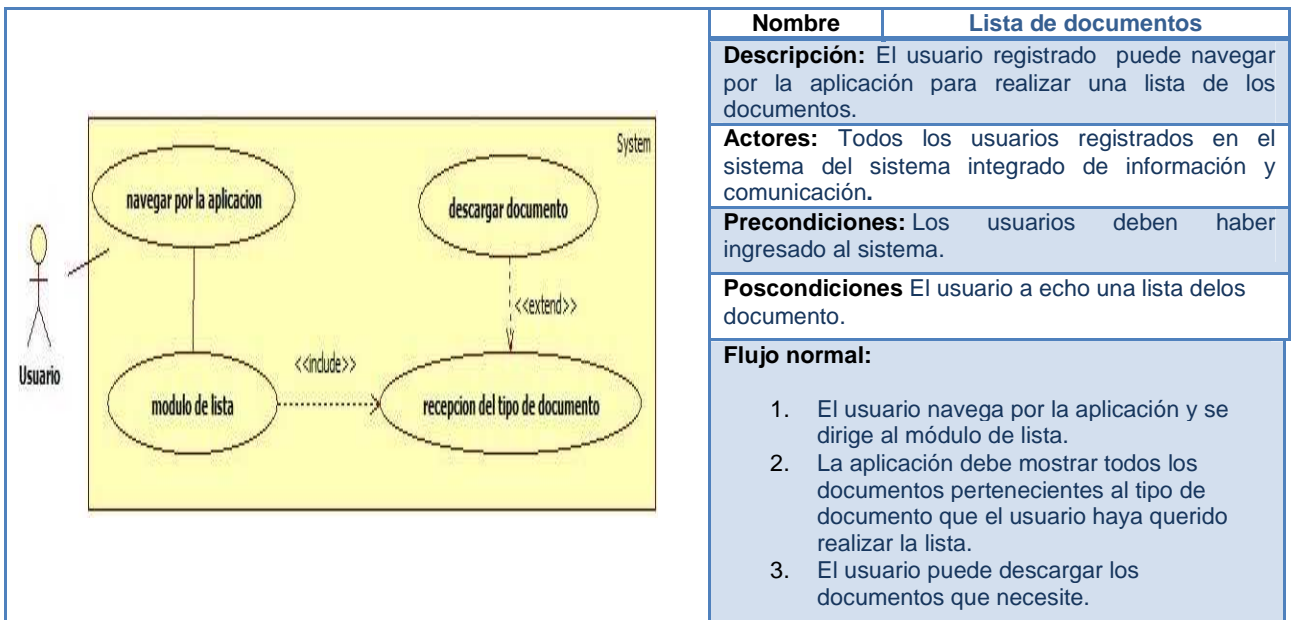 System
navegar por la aplicacion
descargar documento
<<extend>>
<<include>>
Usuario
modulo de lista
recepcion del tipo de documento
Nombre
Lista de documentos
Descripción: El usuario registrado puede navegar
por la aplicación para realizar una lista de los
documentos.
Actores: Todos los usuarios registrados en el
sistema del sistema integrado de información y
comunicación.
Precondiciones: Los usuarios deben haber
ingresado al sistema.
Poscondiciones El usuario a echo una lista delos
documento.
Flujo normal:
1. El usuario navega por la aplicación y se
dirige al módulo de lista.
2. La aplicación debe mostrar todos los
documentos pertenecientes al tipo de
documento que el usuario haya querido
realizar la lista.
3. El usuario puede descargar los
documentos que necesite.